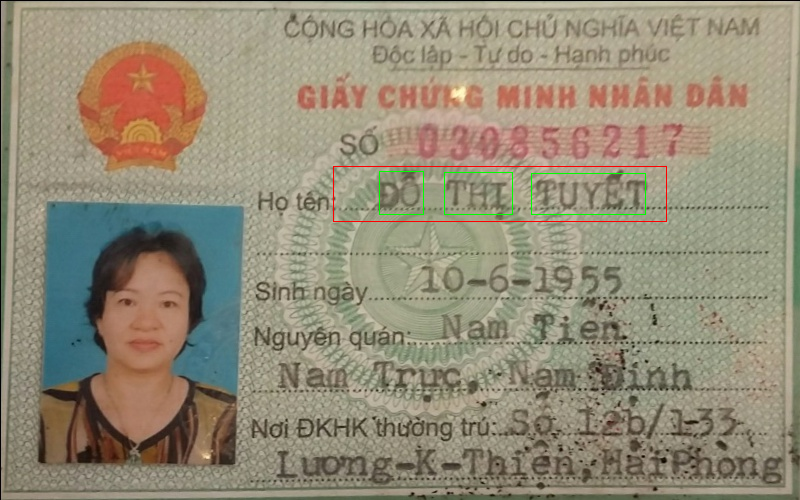 CỘNG HÒA XÃ HỘI CHỦ NGHĨA VIỆT NAM
Độc lập - Tự do - Hạnh phúc
GIẤY CHỨNG MINH NHÂN DÂN
SỐ 030856217
Họ tên: ĐỖ THỊ TUYẾT
Sinh ngày 10-6-1955
Nguyên quán: Nam Tiến
Nam Trực, Nam Định
Nơi ĐKHK thường trú: Số 12b/133
Lương-K-Thiện, Hải Phòng